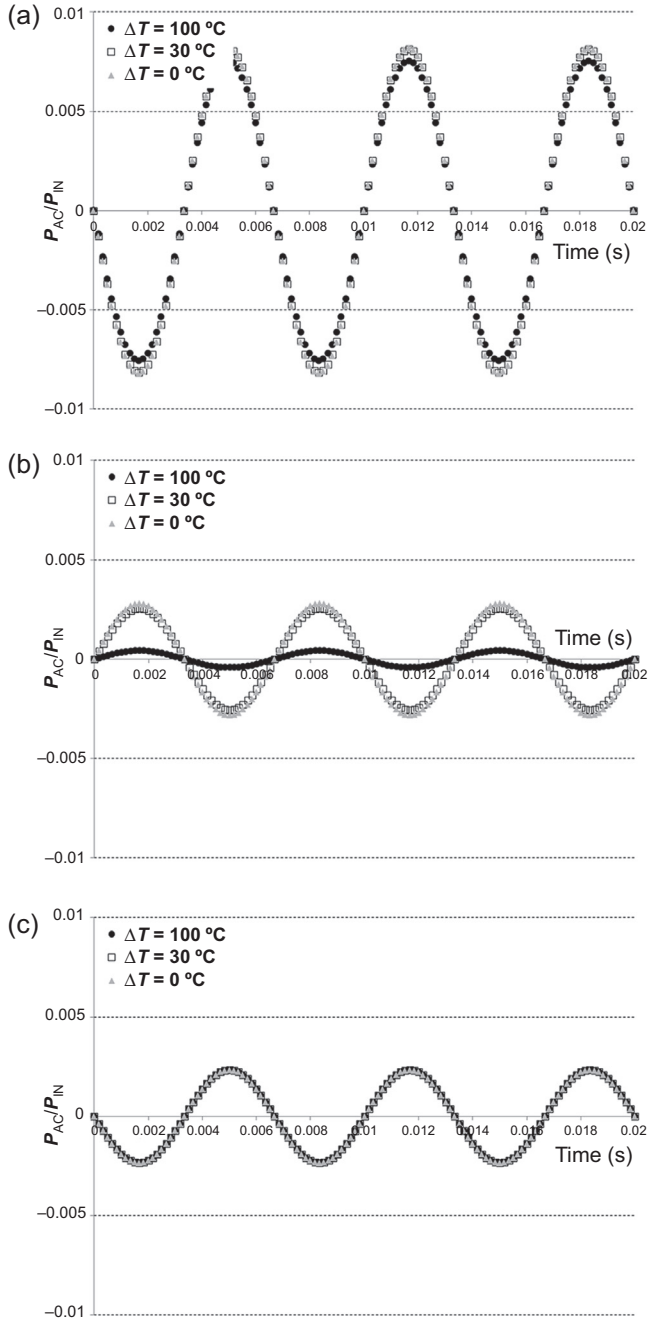 (a)
0.01
ΔT = 100 ºC
ΔT = 30 ºC
ΔT = 0 ºC
0.005
P_AC/P_IN
0
0 0.002 0.004 0.006 0.008 0.01 0.012 0.014 0.016 0.018 0.02
Time (s)
–0.005
–0.01
(b)
0.01
ΔT = 100 ºC
ΔT = 30 ºC
ΔT = 0 ºC
0.005
P_AC/P_IN
Time (s)
0
0 0.002 0.004 0.006 0.008 0.01 0.012 0.014 0.016 0.018 0.02
–0.005
–0.01
(c)
0.01
ΔT = 100 ºC
ΔT = 30 ºC
ΔT = 0 ºC
0.005
P_AC/P_IN
0
0 0.002 0.004 0.006 0.008 0.01 0.012 0.014 0.016 0.018 0.02
Time (s)
–0.005
–0.01